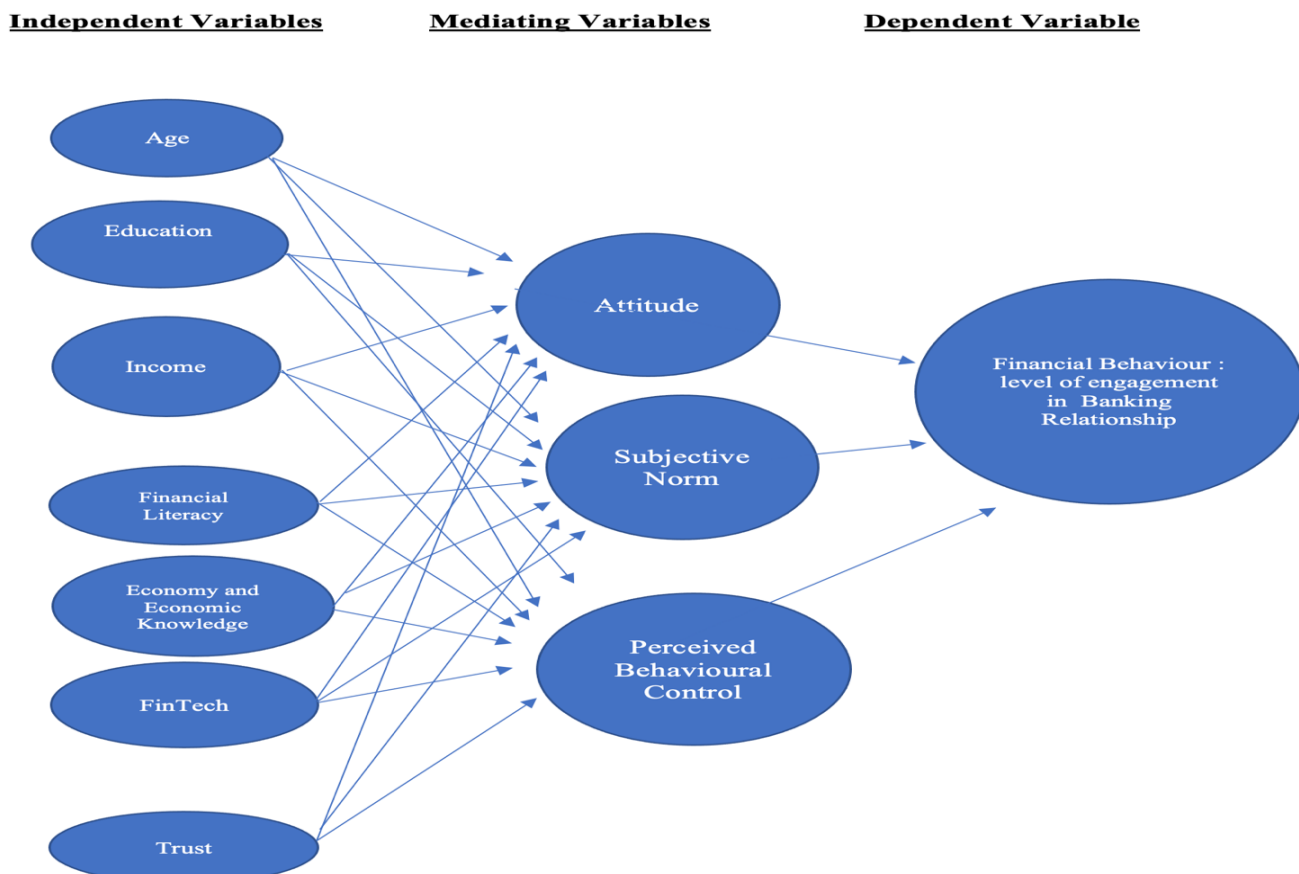 Independent Variables
Mediating Variables
Dependent Variable
Age
Education
Income
Financial
Literacy
Economy and
Economic
Knowledge
FinTech
Trust
Attitude
Subjective
Norm
Perceived
Behavioural
Control
Financial Behaviour :
level of engagement
in Banking
Relationship